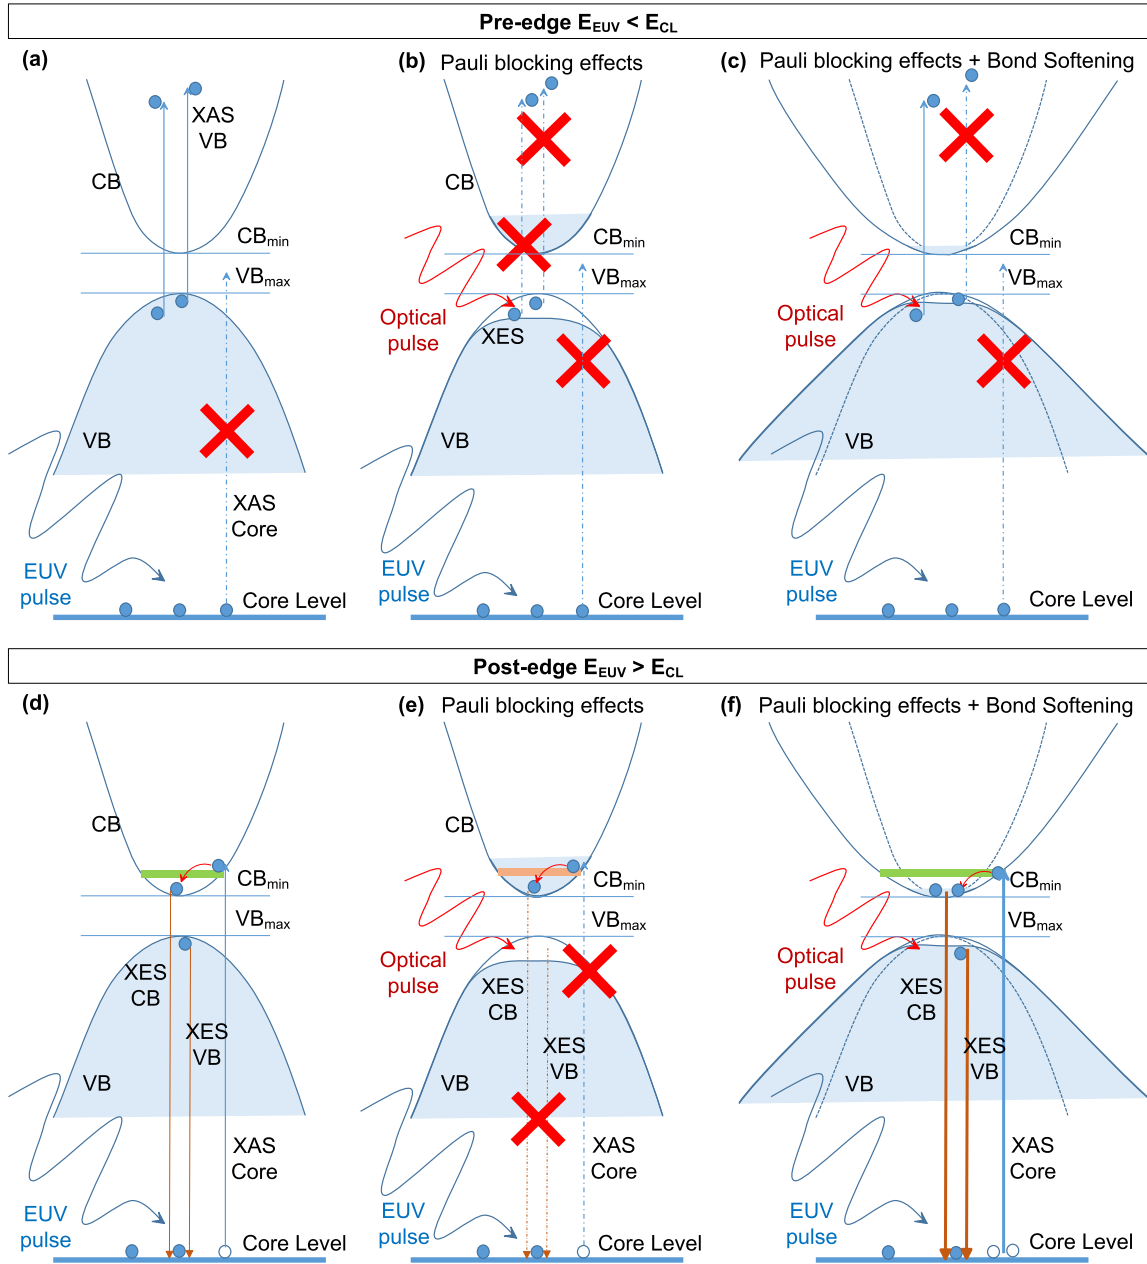 Pre-edge E_EUV < E_CL
(a)
XAS
VB
CB
CB_min
VB_max
VB
XAS
Core
EUV
pulse
Core Level
(b) Pauli blocking effects
CB
CB_min
VB_max
Optical
pulse
XES
VB
EUV
pulse
Core Level
(c) Pauli blocking effects + Bond Softening
CB_min
VB_max
Optical
pulse
VB
EUV
pulse
Core Level
Post-edge E_EUV > E_CL
(d)
CB
CB_min
VB_max
XES
CB
XES
VB
VB
XAS
Core
EUV
pulse
Core Level
(e) Pauli blocking effects
CB
CB_min
VB_max
Optical
pulse
XES
CB
XES
VB
VB
XAS
Core
EUV
pulse
Core Level
(f) Pauli blocking effects + Bond Softening
CB_min
VB_max
Optical
pulse
XES
CB
XES
VB
VB
XAS
Core
EUV
pulse
Core Level